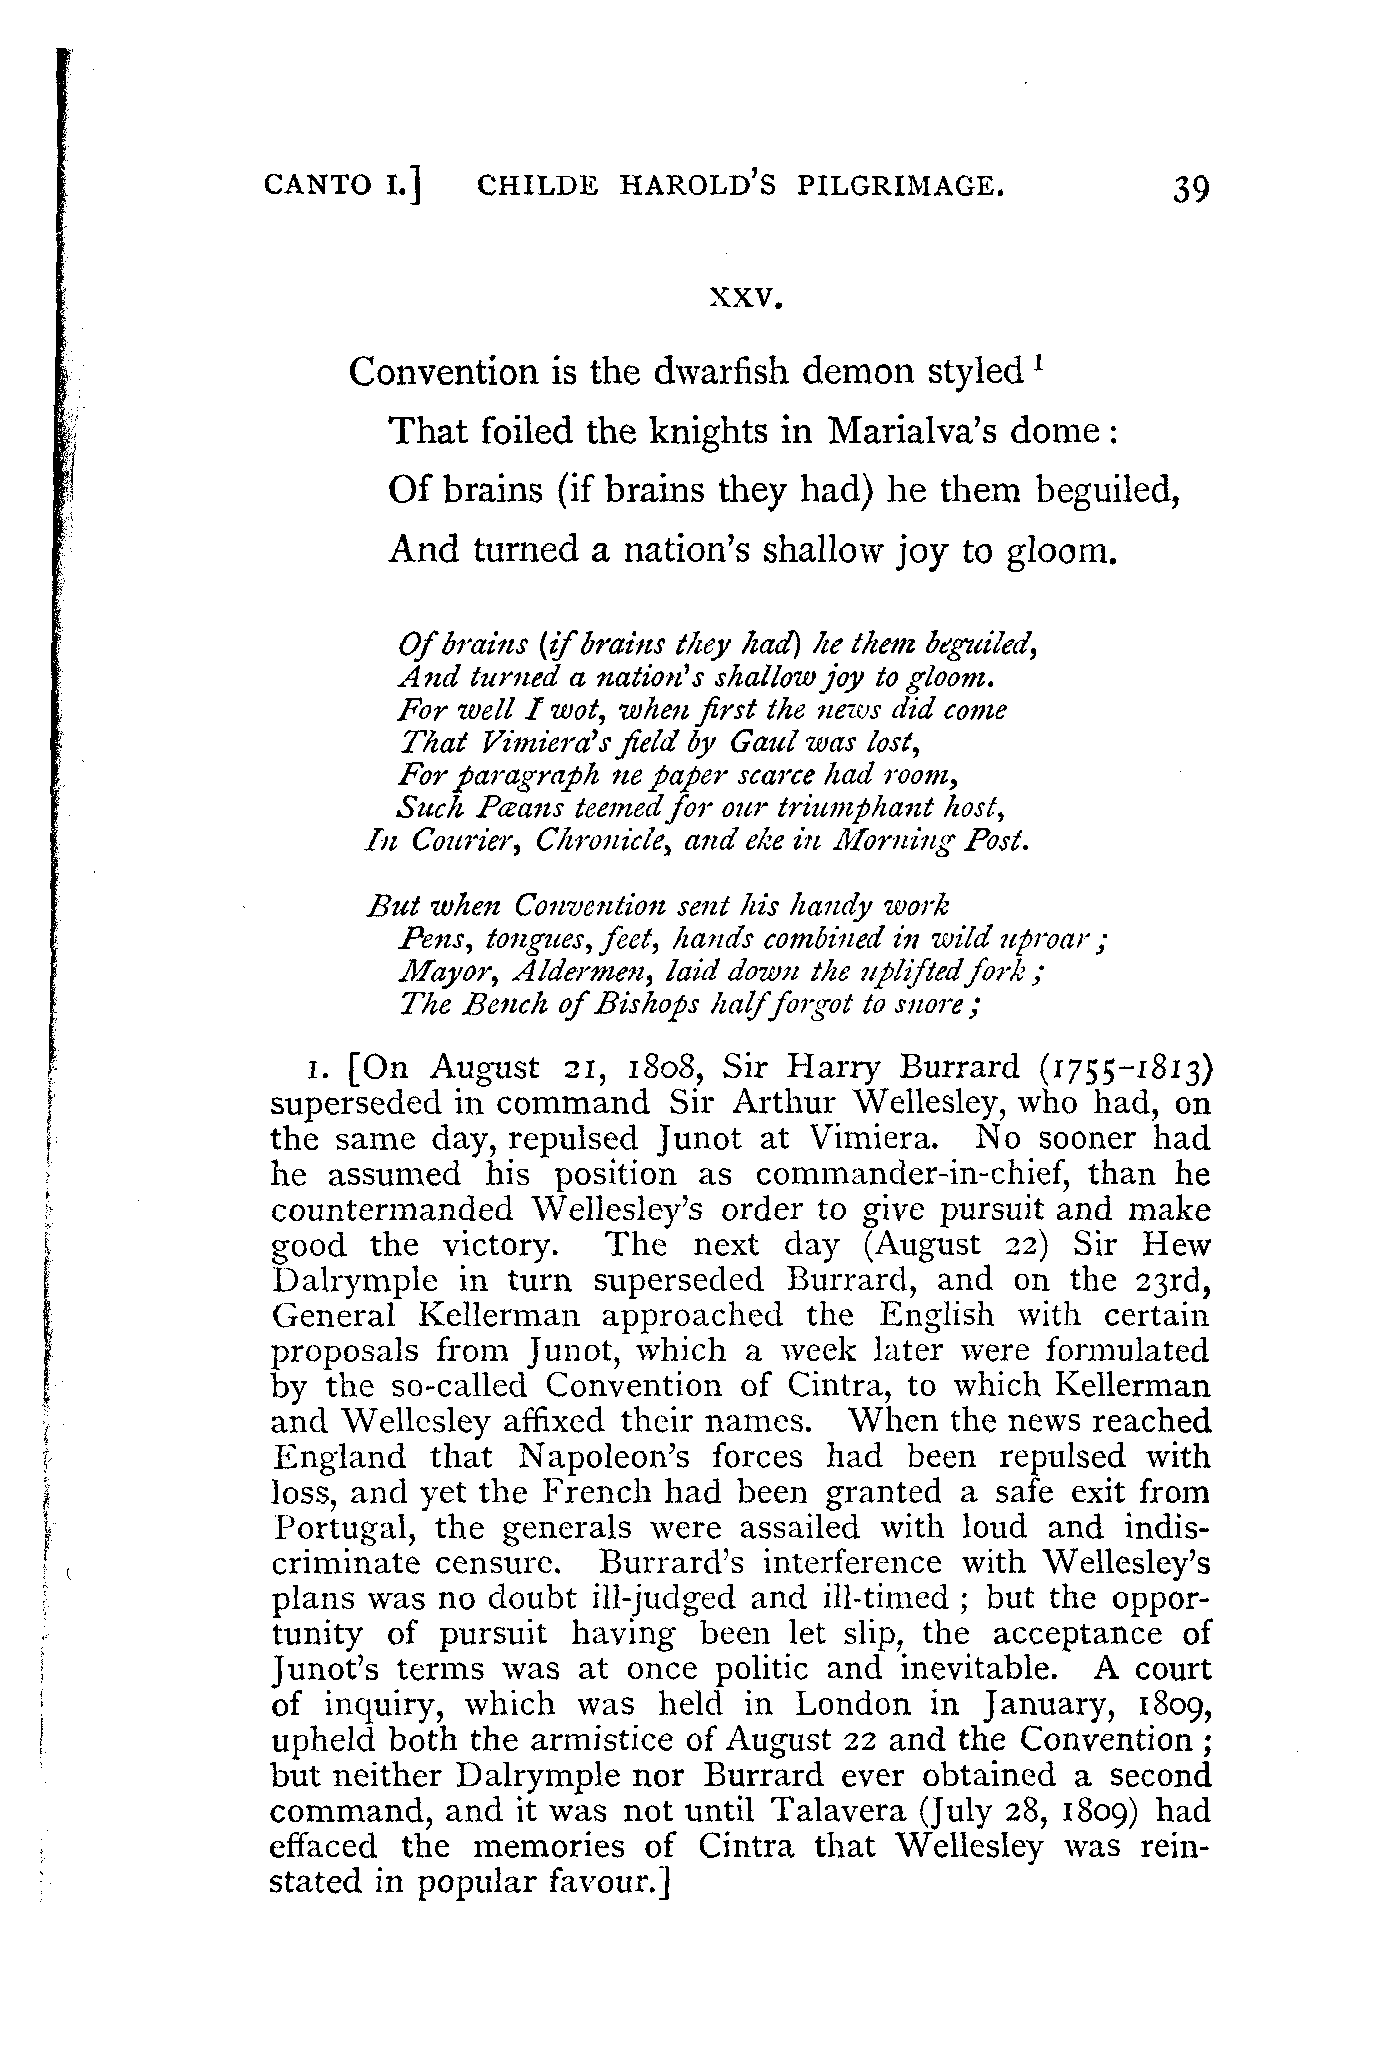 CANTO I.] CHILDE HAROLD'S PILGRIMAGE. 39
XXV.
Convention is the dwarfish demon styled 1
That foiled the knights in Marialva's dome:
Of brains (if brains they had) he them beguiled,
And turned a nation's shallow joy to gloom.
Of brains (if brains they had) he them beguiled,
And turned a nation's shallow joy to gloom.
For well I wot, when first the news did come
That Vimiera's field by Gaul was lost,
For paragraph ne paper scarce had room,
Such Pæans teemed for our triumphant host,
In Courier, Chronicle, and eke in Morning Post.
But when Convention sent his handy work
Pens, tongues, feet, hands combined in wild uproar;
Mayor, Aldermen, laid down the uplifted fork;
The Bench of Bishops half forgot to snore;
1. [On August 21, 1808, Sir Harry Burrard (1755-1813)
superseded in command Sir Arthur Wellesley, who had, on
the same day, repulsed Junot at Vimiera. No sooner had
he assumed his position as commander-in-chief, than he
countermanded Wellesley's order to give pursuit and make
good the victory. The next day (August 22) Sir Hew
Dalrymple in turn superseded Burrard, and on the 23rd,
General Kellerman approached the English with certain
proposals from Junot, which a week later were formulated
by the so-called Convention of Cintra, to which Kellerman
and Wellesley affixed their names. When the news reached
England that Napoleon's forces had been repulsed with
loss, and yet the French had been granted a safe exit from
Portugal, the generals were assailed with loud and indis-
criminate censure. Burrard's interference with Wellesley's
plans was no doubt ill-judged and ill-timed; but the oppor-
tunity of pursuit having been let slip, the acceptance of
Junot's terms was at once politic and inevitable. A court
of inquiry, which was held in London in January, 1809,
upheld both the armistice of August 22 and the Convention;
but neither Dalrymple nor Burrard ever obtained a second
command, and it was not until Talavera (July 28, 1809) had
effaced the memories of Cintra that Wellesley was rein-
stated in popular favour.]